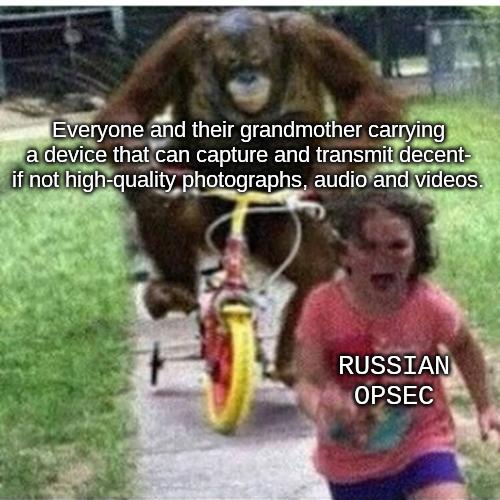 Everyone and their grandmother carrying
a device that can capture and transmit decent-
if not high-quality photographs, audio and videos.
RUSSIAN
OPSEC